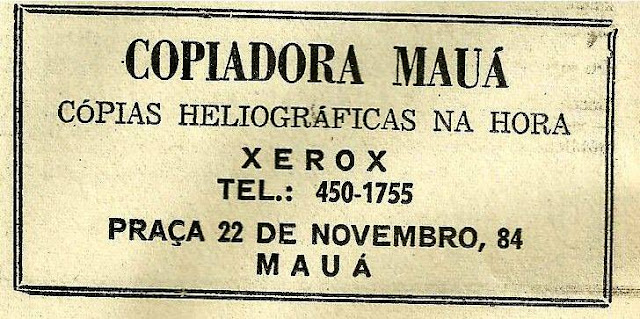 COPIADORA MAUÁ
CÓPIAS HELIOGRÁFICAS NA HORA
XEROX
TEL.: 450-1755
PRAÇA 22 DE NOVEMBRO, 84
MAUÁ